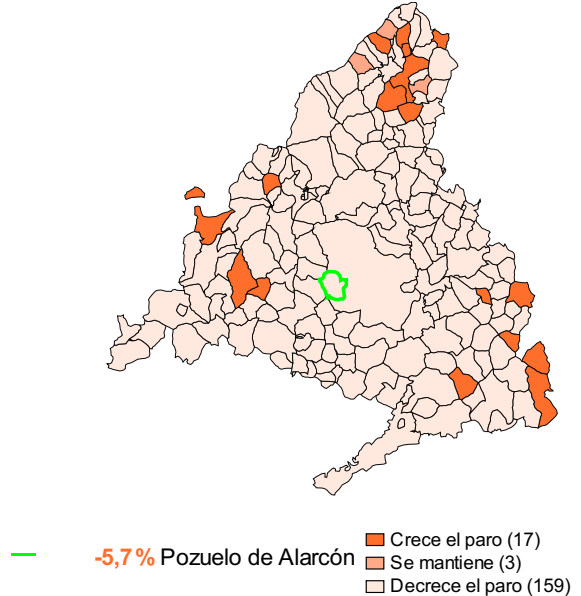 -5,7% Pozuelo de Alarcón
Crece el paro (17)
Se mantiene (3)
Decrece el paro (159)